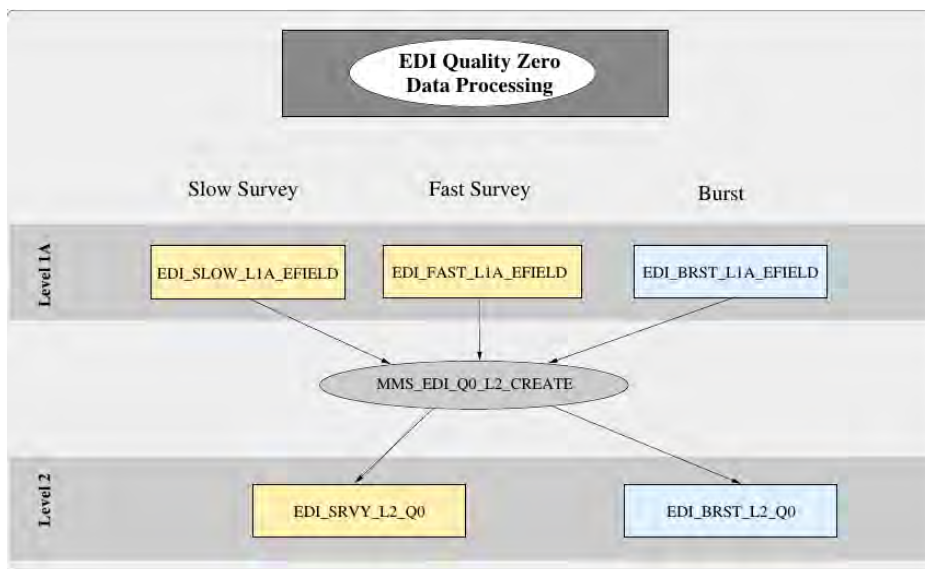 EDI Quality Zero
Data Processing
Slow Survey
Fast Survey
Burst
Level 1A
EDI_SLOW_L1A_EFIELD
EDI_FAST_L1A_EFIELD
EDI_BRST_L1A_EFIELD
MMS_EDI_Q0_L2_CREATE
Level 2
EDI_SRVY_L2_Q0
EDI_BRST_L2_Q0